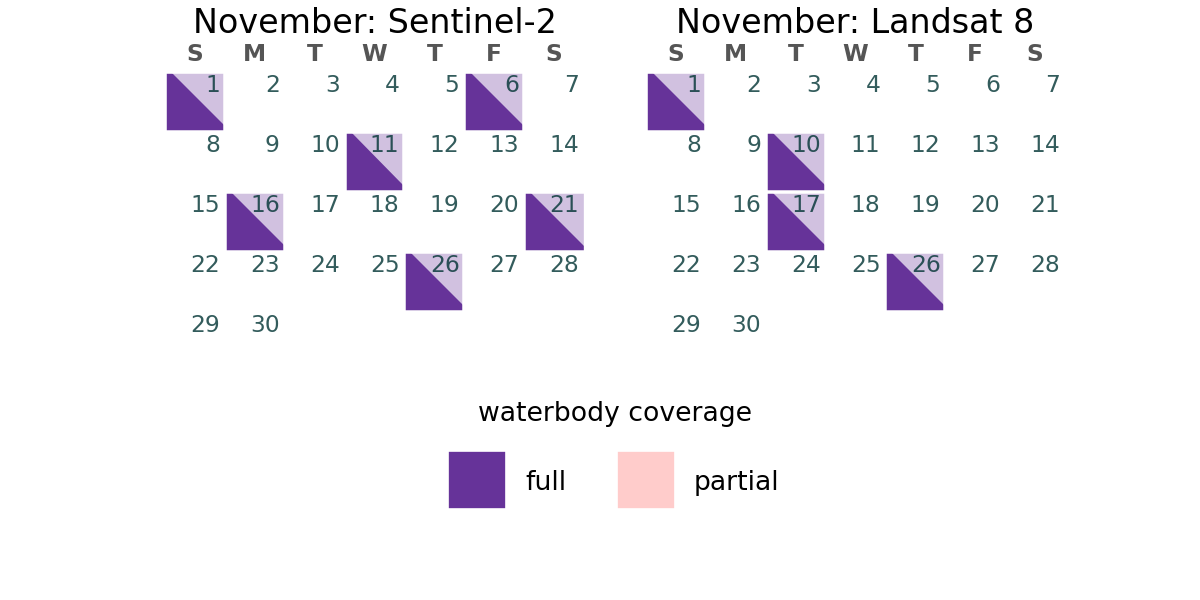 November: Sentinel-2
S M T W T F S
1 2 3 4 5 6 7
8 9 10 11 12 13 14
15 16 17 18 19 20 21
22 23 24 25 26 27 28
29 30
November: Landsat 8
S M T W T F S
1 2 3 4 5 6 7
8 9 10 11 12 13 14
15 16 17 18 19 20 21
22 23 24 25 26 27 28
29 30
waterbody coverage
full partial